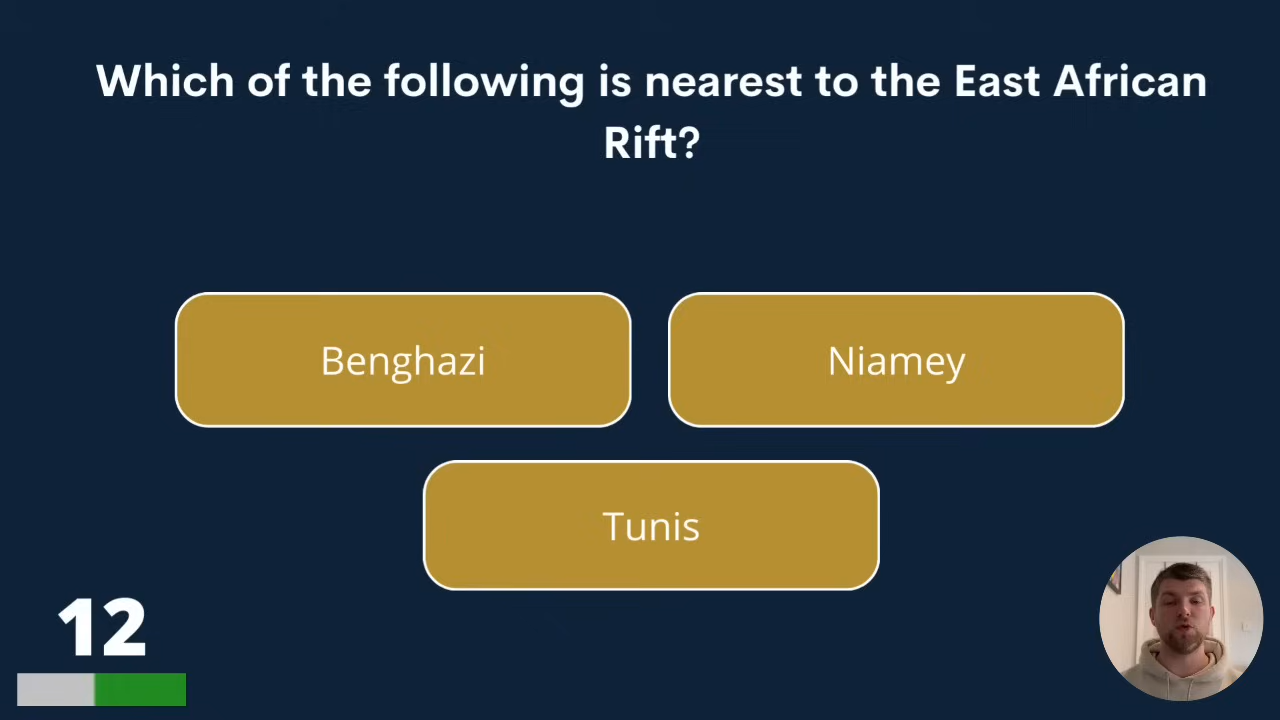 Which of the following is nearest to the East African
Rift?
Benghazi
Niamey
Tunis
12